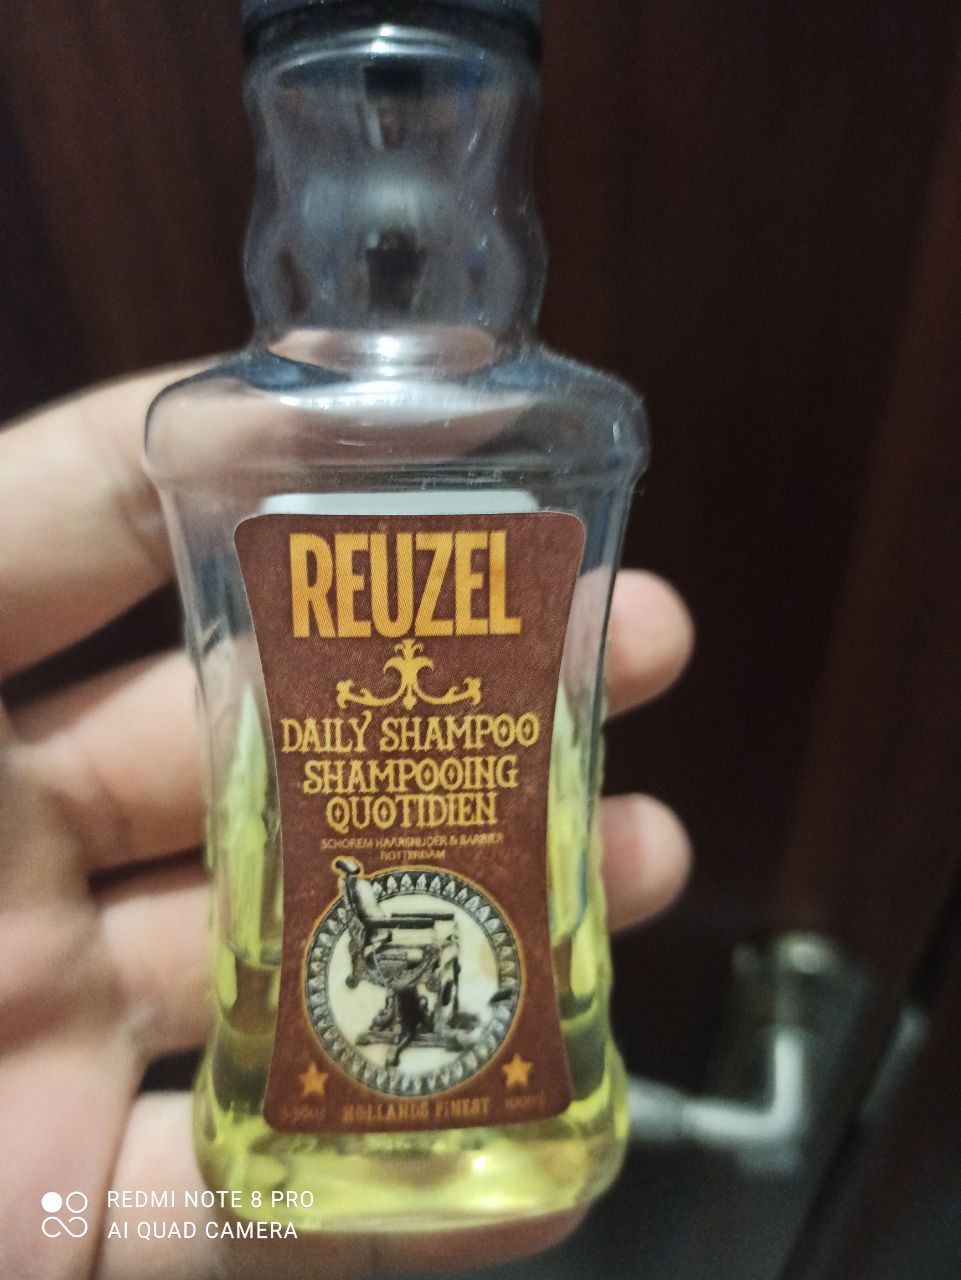 REUZEL
DAILY SHAMPOO
SHAMPOOING
QUOTIDIEN
SCHOREM HAARSNIJDER & BARBIER
ROTTERDAM
HOLLANDS FINEST
REDMI NOTE 8 PRO
AI QUAD CAMERA